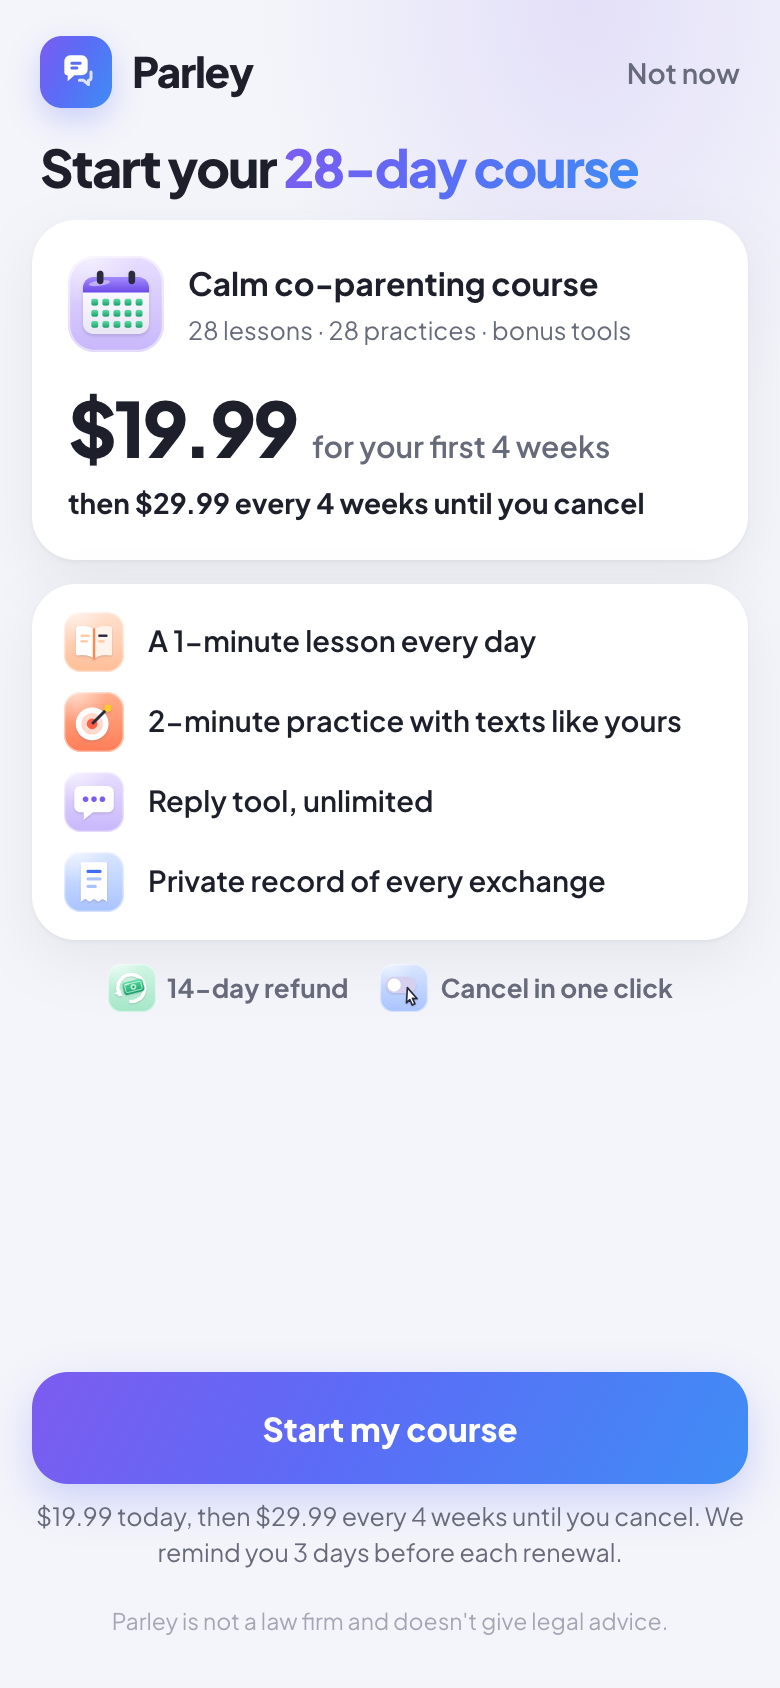 Parley
Not now
Start your 28-day course
Calm co-parenting course
28 lessons · 28 practices · bonus tools
$19.99 for your first 4 weeks
then $29.99 every 4 weeks until you cancel
A 1-minute lesson every day
2-minute practice with texts like yours
Reply tool, unlimited
Private record of every exchange
14-day refund
Cancel in one click
Start my course
$19.99 today, then $29.99 every 4 weeks until you cancel. We
remind you 3 days before each renewal.
Parley is not a law firm and doesn't give legal advice.